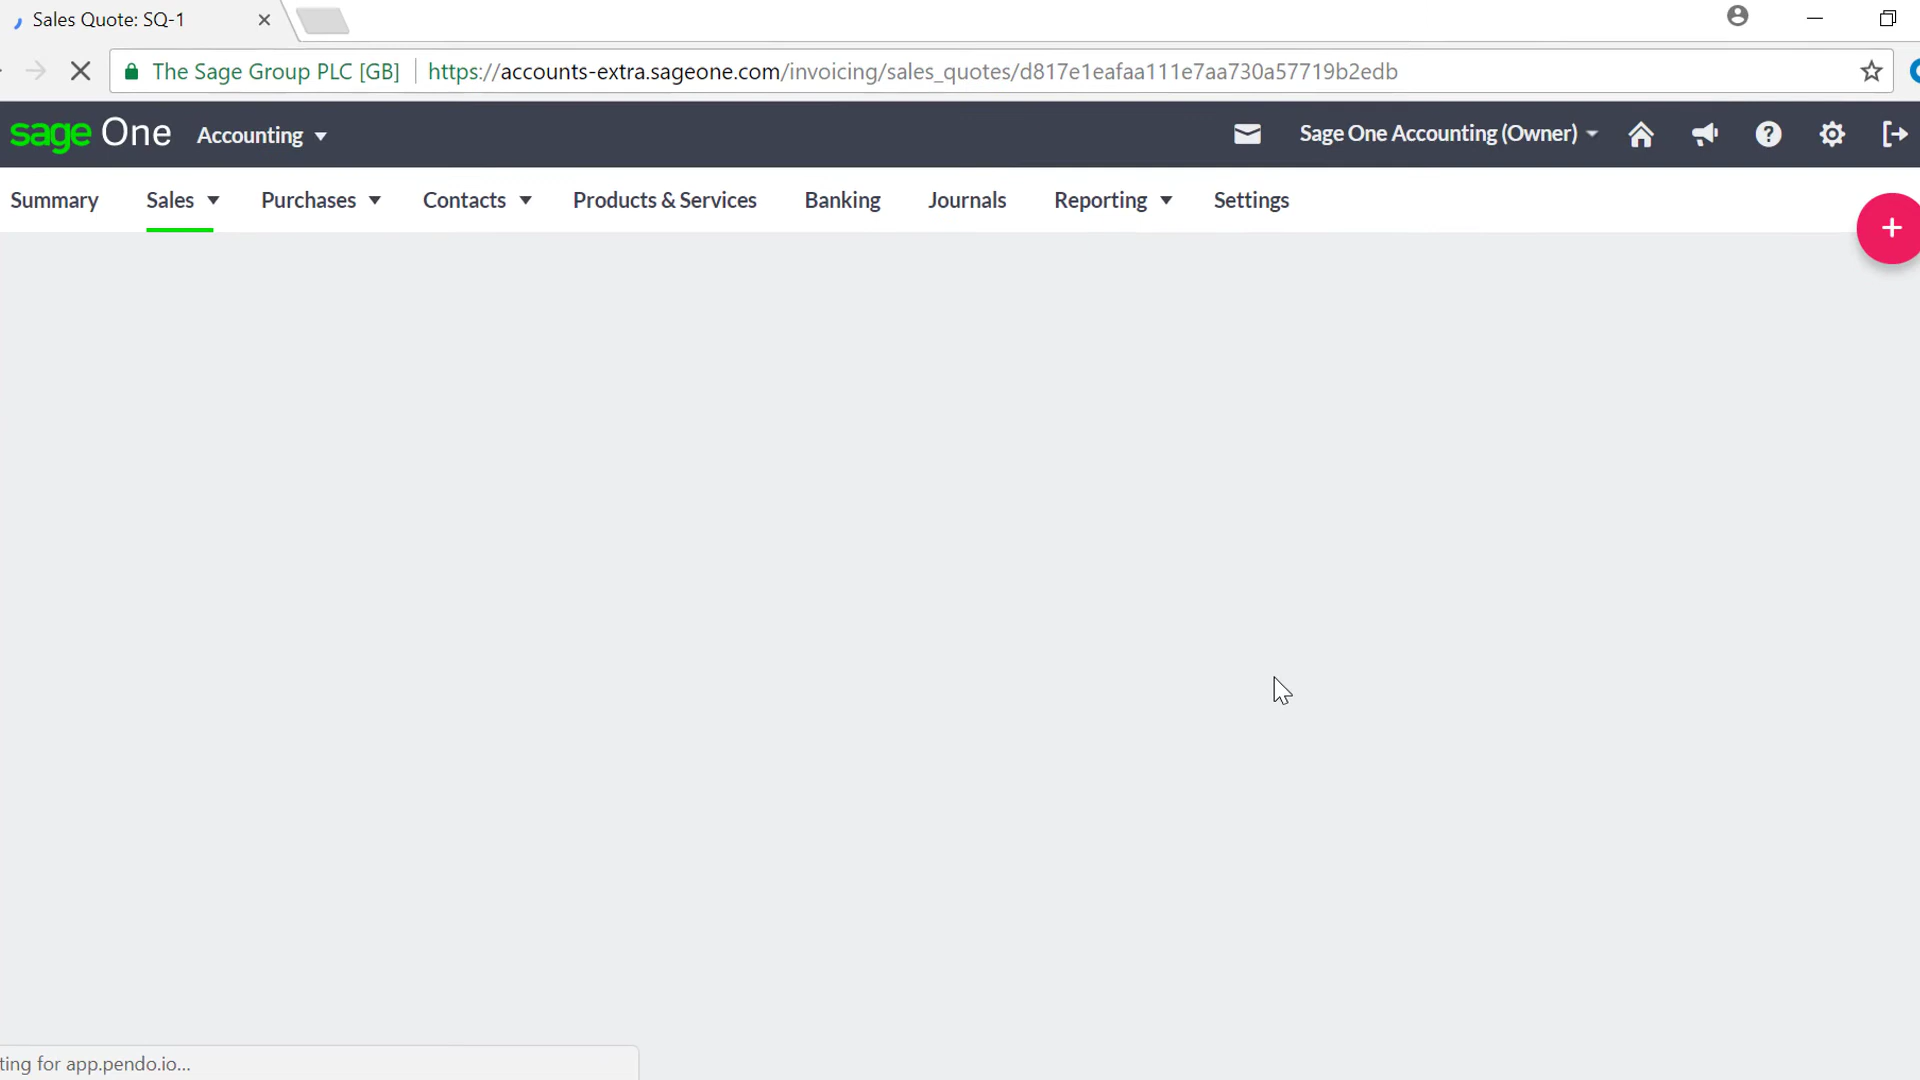 Sales Quote: SQ-1
The Sage Group PLC [GB] https://accounts-extra.sageone.com/invoicing/sales_quotes/d817e1eafaa111e7aa730a57719b2edb
sage One Accounting Sage One Accounting (Owner)
Summary Sales Purchases Contacts Products & Services Banking Journals Reporting Settings
ting for app.pendo.io...